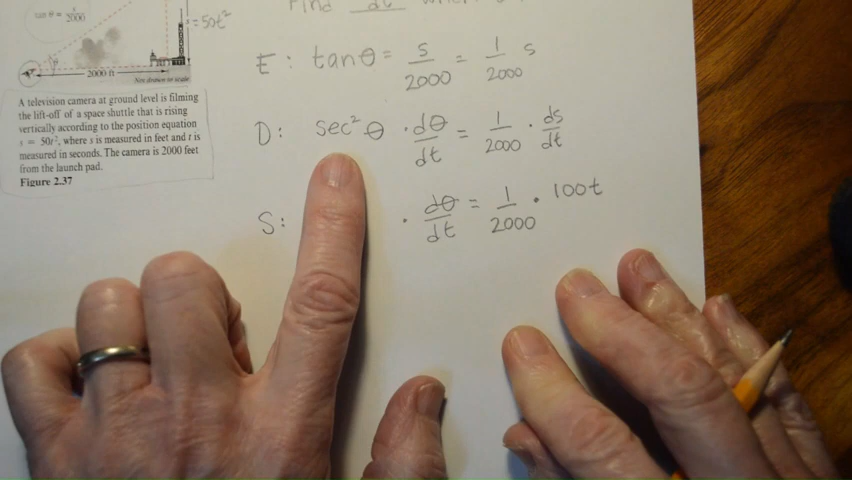 Find dt
tan θ = s/2000
s = 50t²
2000 ft
Not drawn to scale
E: tan θ = s/2000 = 1/2000 s
A television camera at ground level is filming
the lift-off of a space shuttle that is rising
vertically according to the position equation
s = 50t², where s is measured in feet and t is
measured in seconds. The camera is 2000 feet
from the launch pad.
Figure 2.37
D: sec² θ · dθ/dt = 1/2000 · ds/dt
S: · dθ/dt = 1/2000 · 100t